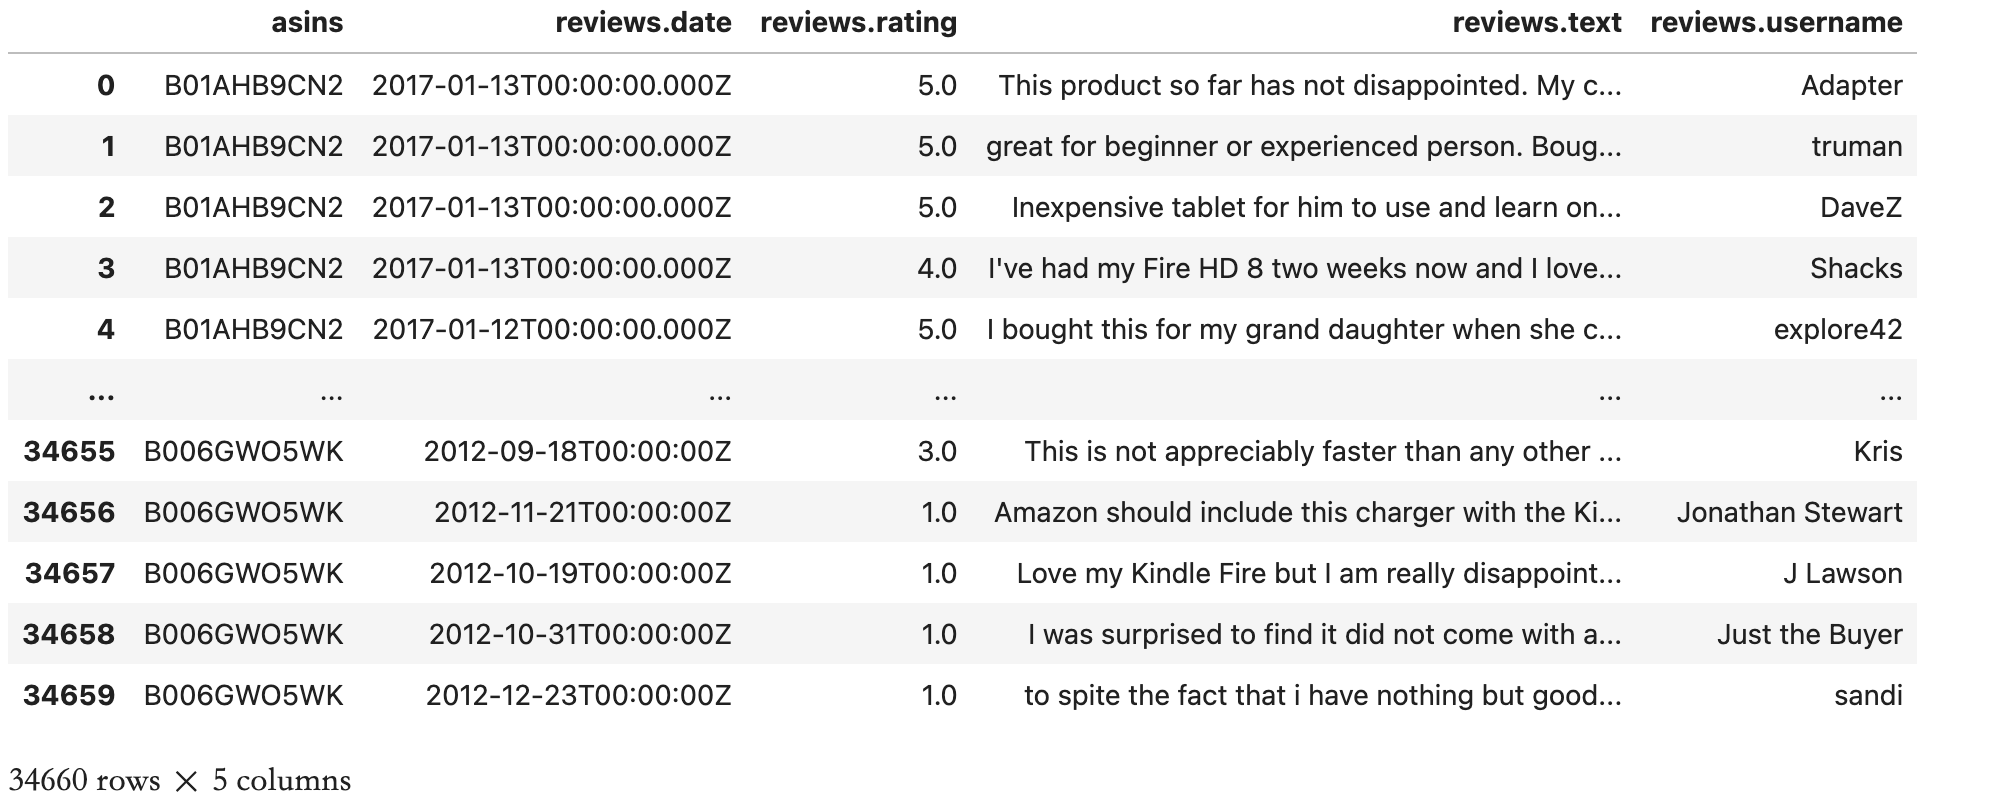 asins reviews.date reviews.rating reviews.text reviews.username
0 B01AHB9CN2 2017-01-13T00:00:00.000Z 5.0 This product so far has not disappointed. My c... Adapter
1 B01AHB9CN2 2017-01-13T00:00:00.000Z 5.0 great for beginner or experienced person. Boug... truman
2 B01AHB9CN2 2017-01-13T00:00:00.000Z 5.0 Inexpensive tablet for him to use and learn on... DaveZ
3 B01AHB9CN2 2017-01-13T00:00:00.000Z 4.0 I've had my Fire HD 8 two weeks now and I love... Shacks
4 B01AHB9CN2 2017-01-12T00:00:00.000Z 5.0 I bought this for my grand daughter when she c... explore42
... ... ... ... ... ...
34655 B006GWO5WK 2012-09-18T00:00:00Z 3.0 This is not appreciably faster than any other ... Kris
34656 B006GWO5WK 2012-11-21T00:00:00Z 1.0 Amazon should include this charger with the Ki... Jonathan Stewart
34657 B006GWO5WK 2012-10-19T00:00:00Z 1.0 Love my Kindle Fire but I am really disappoint... J Lawson
34658 B006GWO5WK 2012-10-31T00:00:00Z 1.0 I was surprised to find it did not come with a... Just the Buyer
34659 B006GWO5WK 2012-12-23T00:00:00Z 1.0 to spite the fact that i have nothing but good... sandi
34660 rows × 5 columns